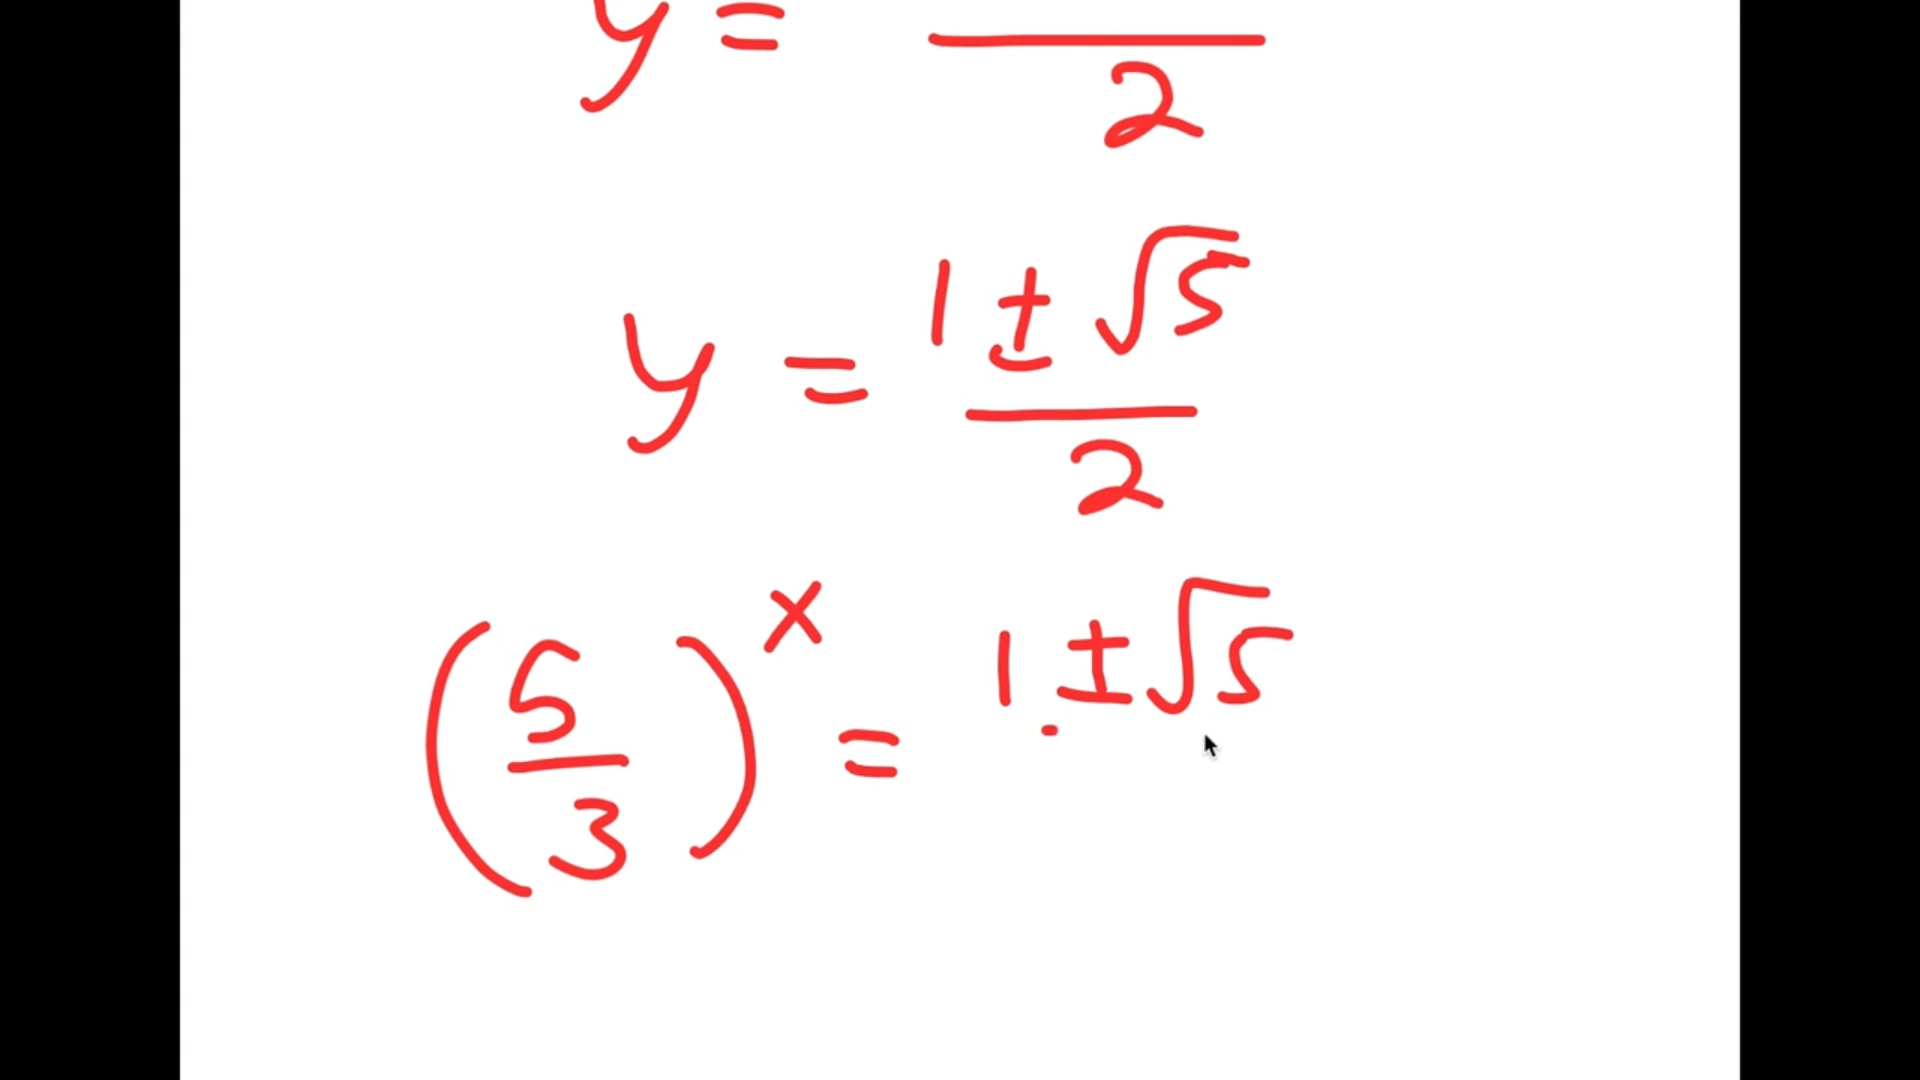 y = ― 2
y = (1 ± √5) / 2
(5/3)^x = 1 ± √5